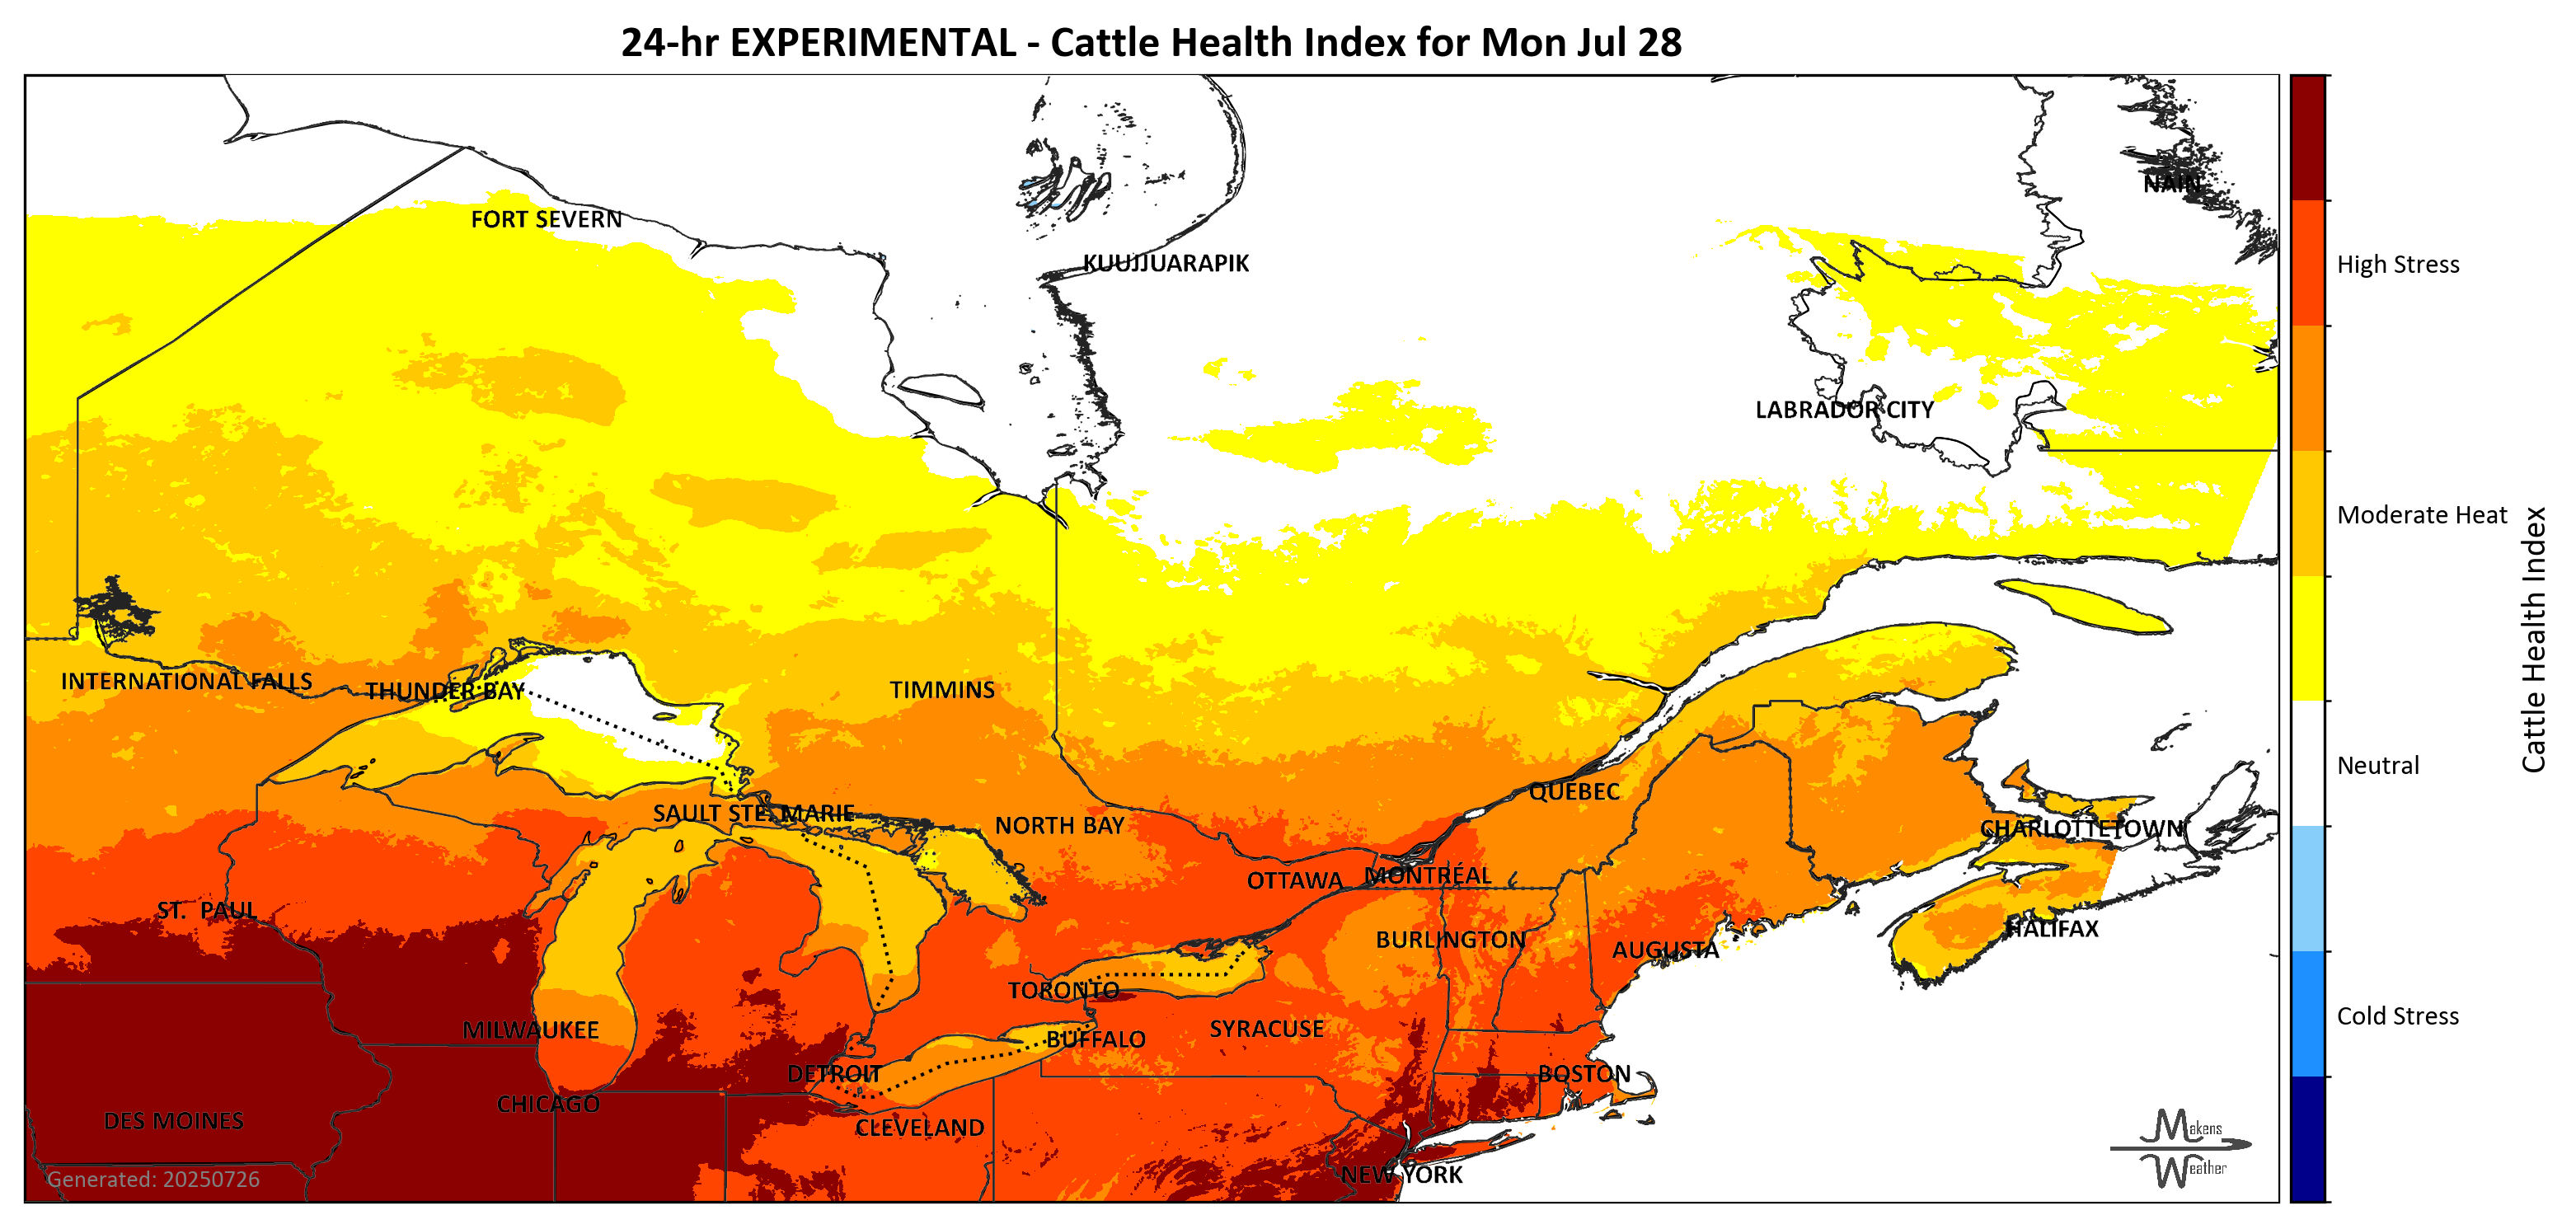 24-hr EXPERIMENTAL - Cattle Health Index for Mon Jul 28
NAIN
FORT SEVERN
KUUJJUARAPIK
High Stress
LABRADOR CITY
Moderate Heat
Cattle Health Index
INTERNATIONAL FALLS
THUNDER BAY
TIMMINS
Neutral
QUEBEC
SAULT STE. MARIE
NORTH BAY
CHARLOTTETOWN
OTTAWA
MONTRÉAL
ST. PAUL
HALIFAX
BURLINGTON
AUGUSTA
TORONTO
Cold Stress
MILWAUKEE
SYRACUSE
BUFFALO
DETROIT
BOSTON
CHICAGO
DES MOINES
CLEVELAND
Makens
Weather
NEW YORK
Generated: 20250726